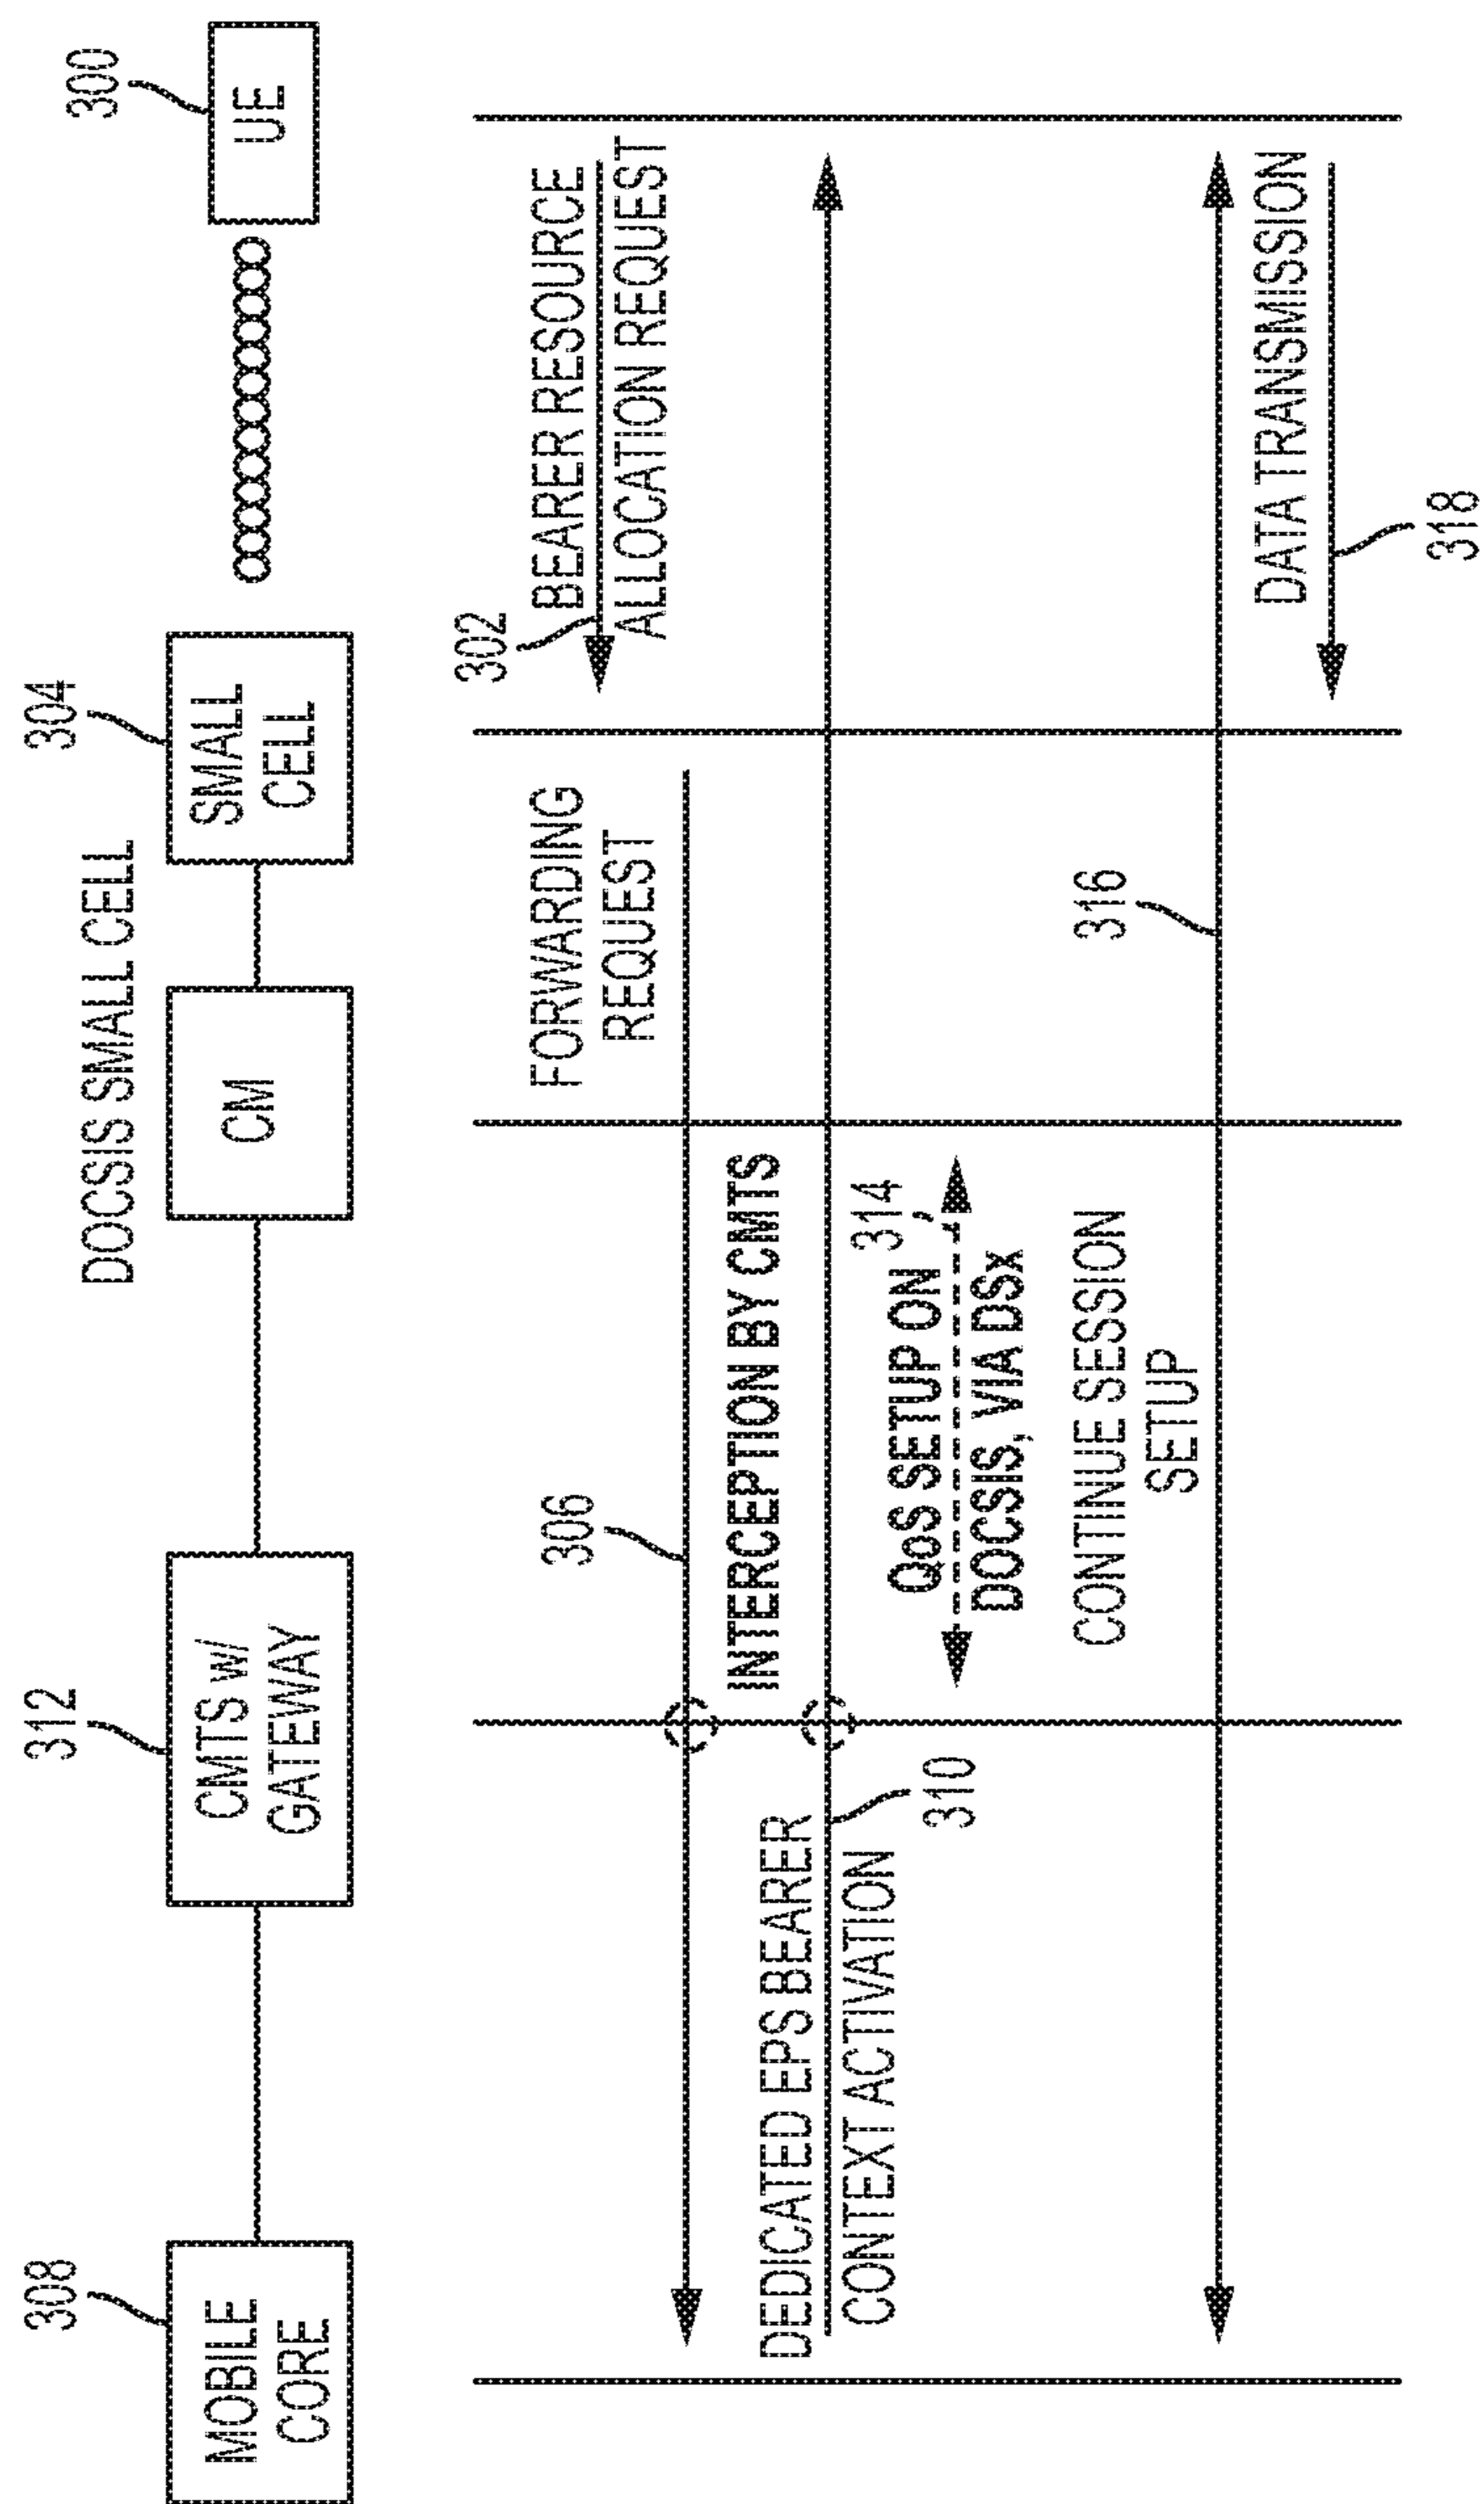 308
MOBILE
CORE
312
CMTS w/
GATEWAY
DOCSIS SMALL CELL
CM
304
SMALL
CELL
300
UE
302
BEARER RESOURCE
ALLOCATION REQUEST
FORWARDING
REQUEST
306
INTERCEPTION BY CMTS
DEDICATED EPS BEARER
CONTEXT ACTIVATION
310
314
QoS SETUP ON
DOCSIS, VIA DSx
CONTINUE SESSION
SETUP
316
DATA TRANSMISSION
318